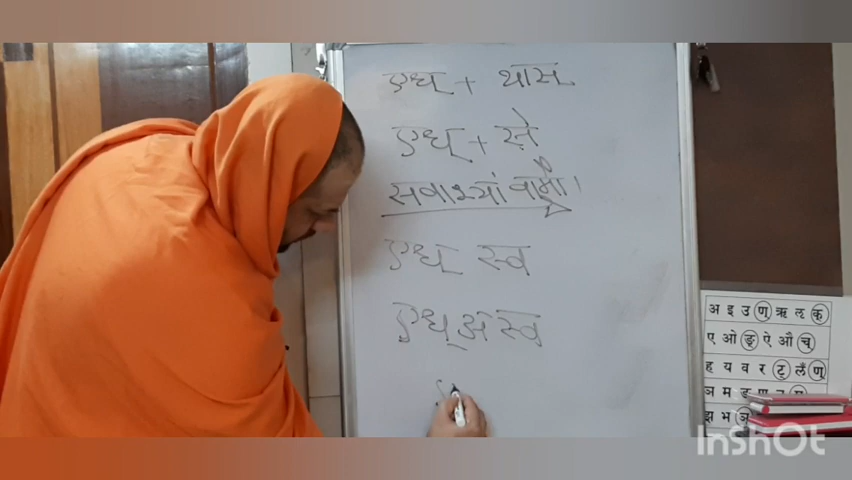 एध् + थास्
एध् + से
सवाभ्यां वामौ।
एध् स्व
एध् अ स्व
अ इ उ ण् ऋ लृ क्
ए ओ ङ् ऐ औ च्
ह य व र ट् लँ ण्
ञ म ङ ण न म्
झ भ ञ्
InShOt